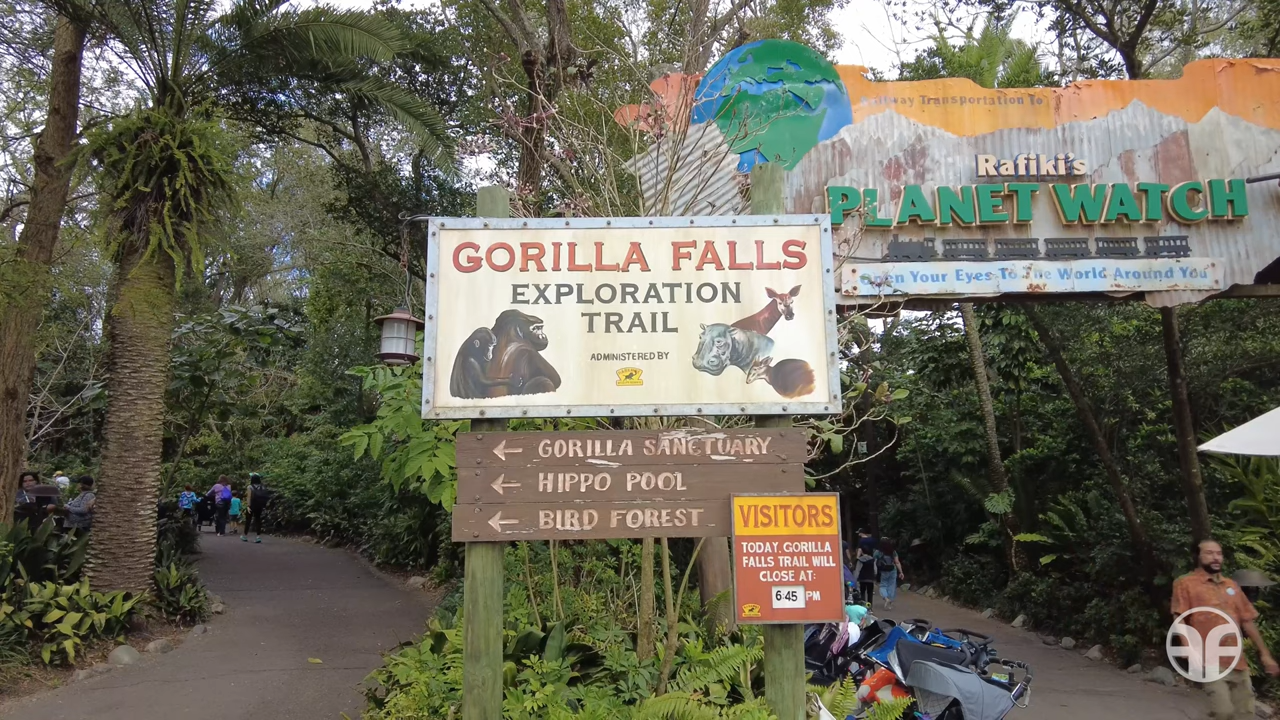 Railway Transportation To
Rafiki's
PLANET WATCH
Open Your Eyes To The World Around You
GORILLA FALLS
EXPLORATION
TRAIL
ADMINISTERED BY
← GORILLA SANCTUARY
← HIPPO POOL
← BIRD FOREST
VISITORS
TODAY, GORILLA
FALLS TRAIL WILL
CLOSE AT:
6:45 PM